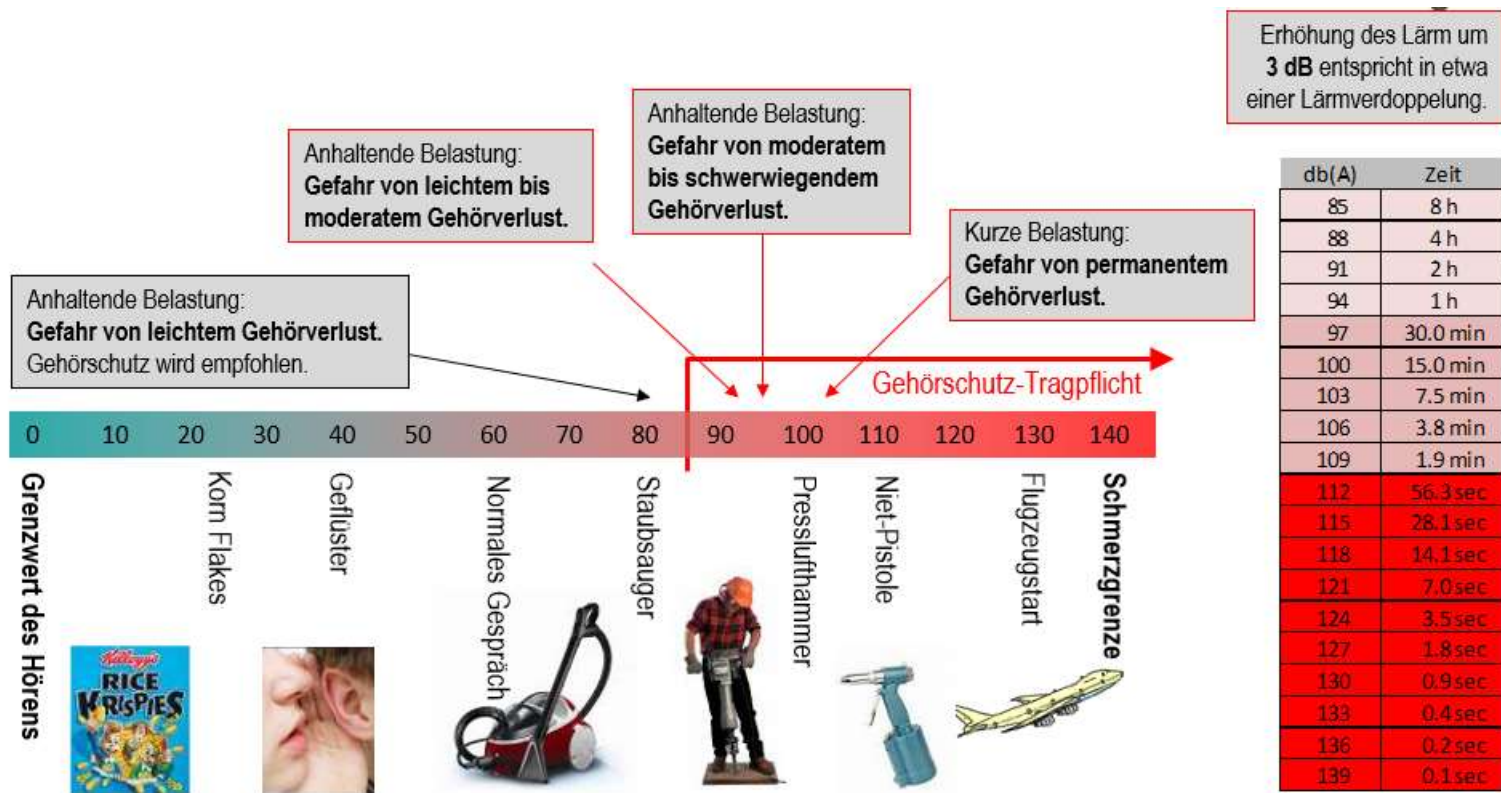 Erhöhung des Lärm um
3 dB entspricht in etwa
einer Lärmverdoppelung.
Anhaltende Belastung:
Gefahr von moderatem
bis schwerwiegendem
Gehörverlust.
Anhaltende Belastung:
Gefahr von leichtem bis
moderatem Gehörverlust.
Kurze Belastung:
Gefahr von permanentem
Gehörverlust.
Anhaltende Belastung:
Gefahr von leichtem Gehörverlust.
Gehörschutz wird empfohlen.
Gehörschutz-Tragpflicht
0 10 20 30 40 50 60 70 80 90 100 110 120 130 140
Grenzwert des Hörens
Korn Flakes
Geflüster
Normales Gespräch
Staubsauger
Presslufthammer
Niet-Pistole
Flugzeugstart
Schmerzgrenze
Kellogg's
RICE
KRISPIES
db(A) Zeit
85 8 h
88 4 h
91 2 h
94 1 h
97 30.0 min
100 15.0 min
103 7.5 min
106 3.8 min
109 1.9 min
112 56.3 sec
115 28.1 sec
118 14.1 sec
121 7.0 sec
124 3.5 sec
127 1.8 sec
130 0.9 sec
133 0.4 sec
136 0.2 sec
139 0.1 sec